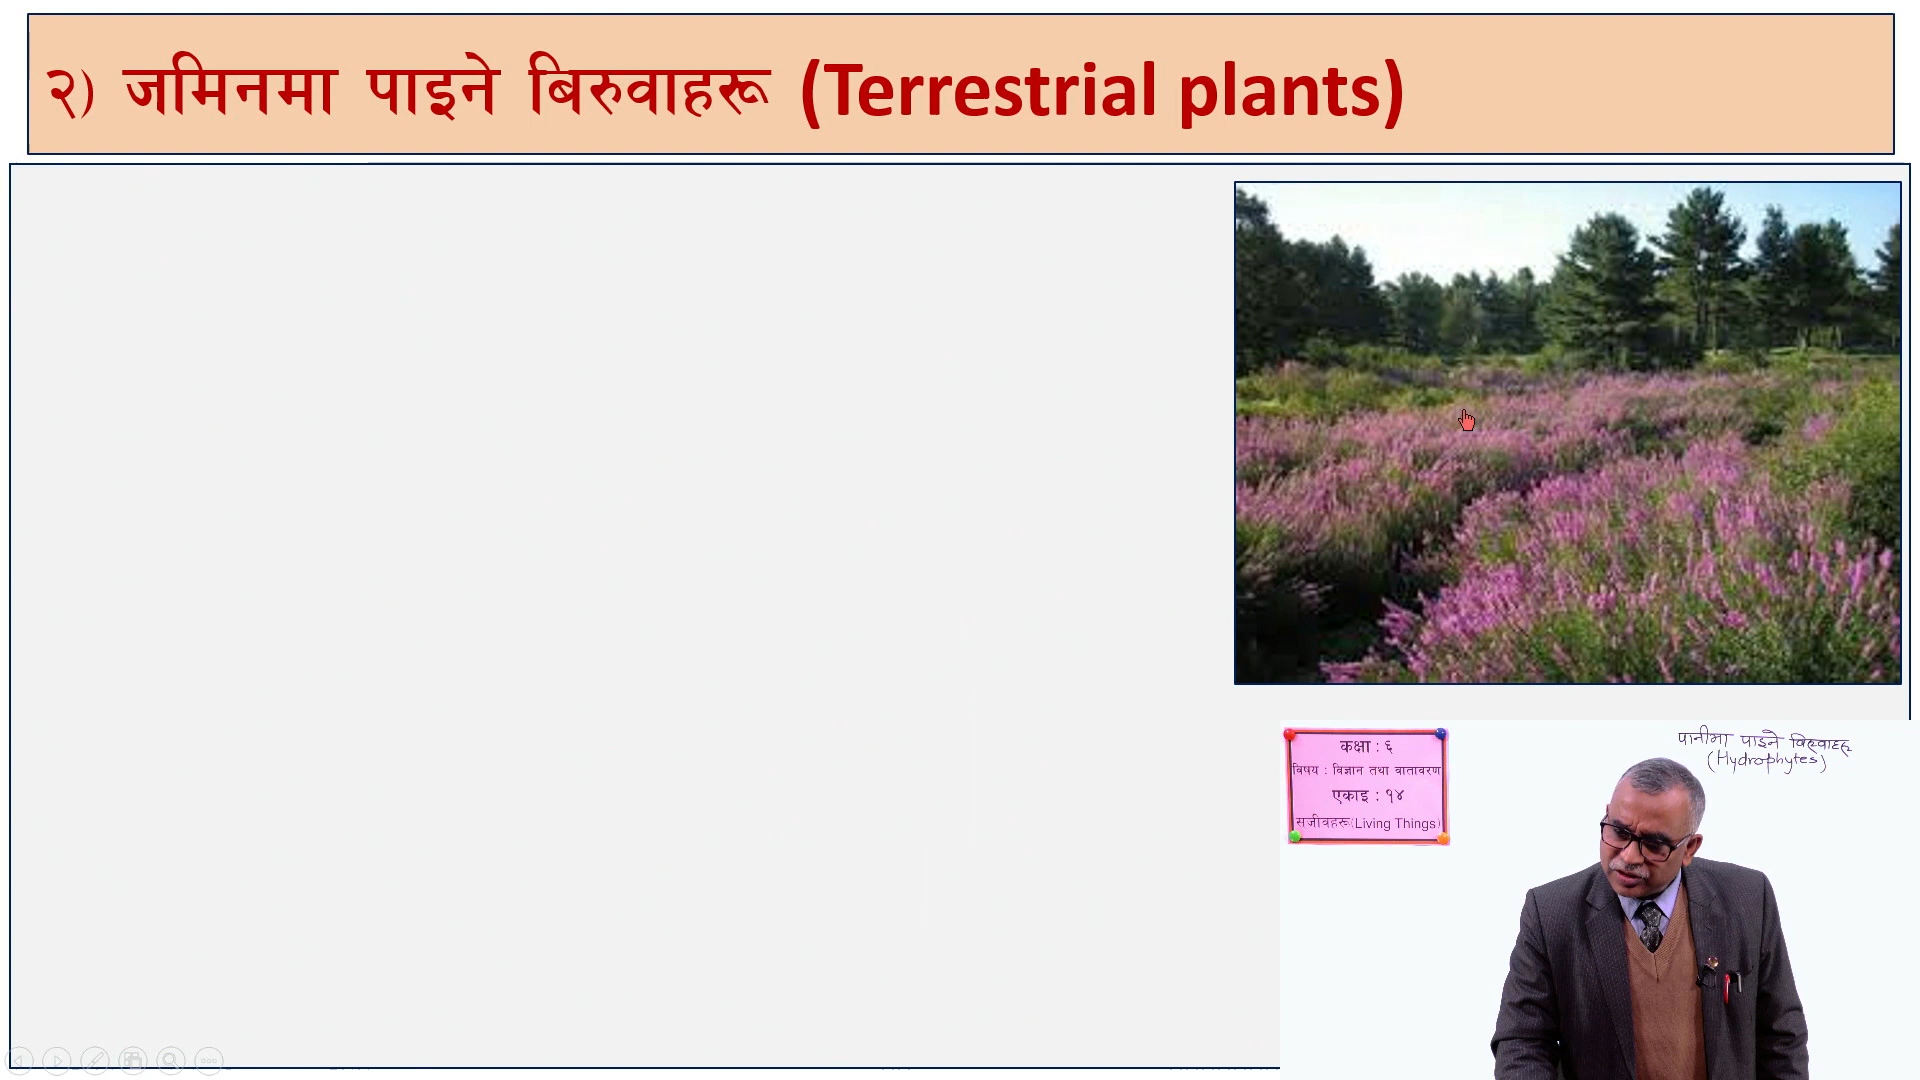 २) जमिनमा पाइने बिरुवाहरू (Terrestrial plants)
पानीमा पाइने बिरुवाहरु
(Hydrophytes)
कक्षा : ६
विषय : विज्ञान तथा वातावरण
एकाइ : १४
सजीवहरू(Living Things)